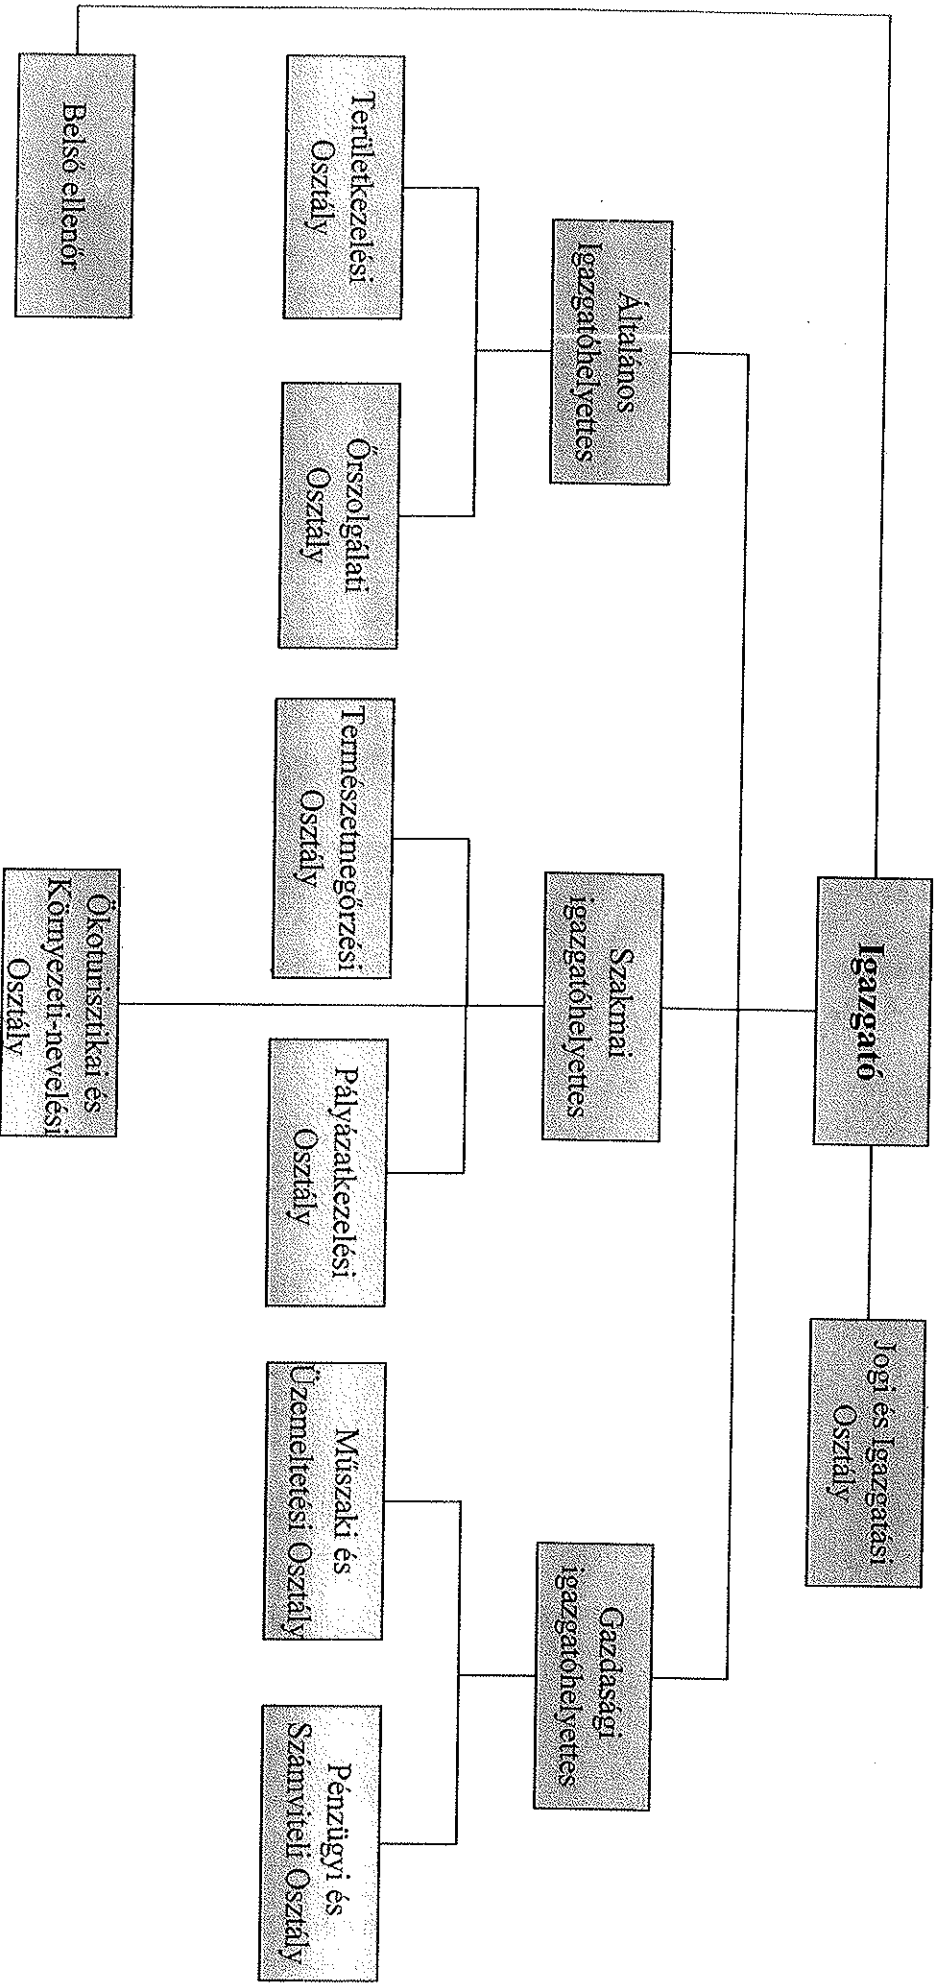 Igazgató
Jogi és Igazgatási
Osztály
Általános
Igazgatóhelyettes
Szakmai
igazgatóhelyettes
Gazdasági
igazgatóhelyettes
Területkezelési
Osztály
Őrszolgálati
Osztály
Természetmegőrzési
Osztály
Pályázatkezelési
Osztály
Műszaki és
Üzemeltetési Osztály
Pénzügyi és
Számviteli Osztály
Belső ellenőr
Ökoturisztikai és
Környezeti-nevelési
Osztály